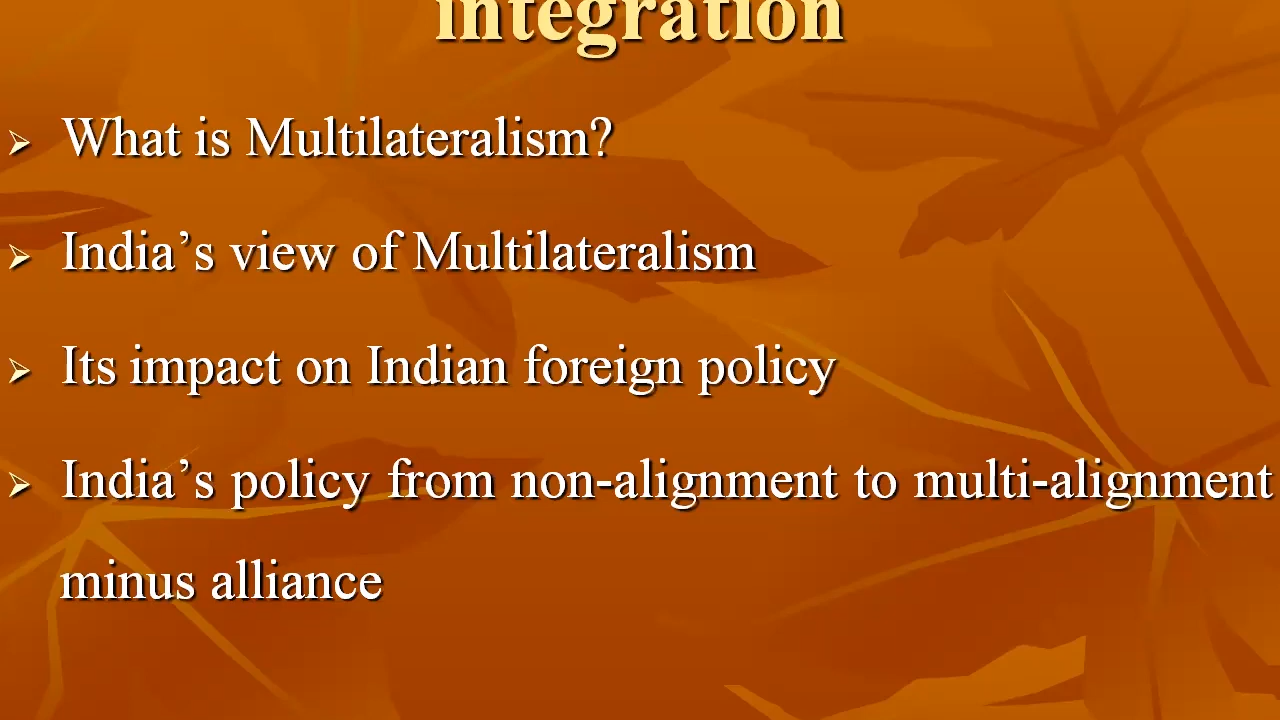 integration
➢ What is Multilateralism?
➢ India’s view of Multilateralism
➢ Its impact on Indian foreign policy
➢ India’s policy from non-alignment to multi-alignment
minus alliance